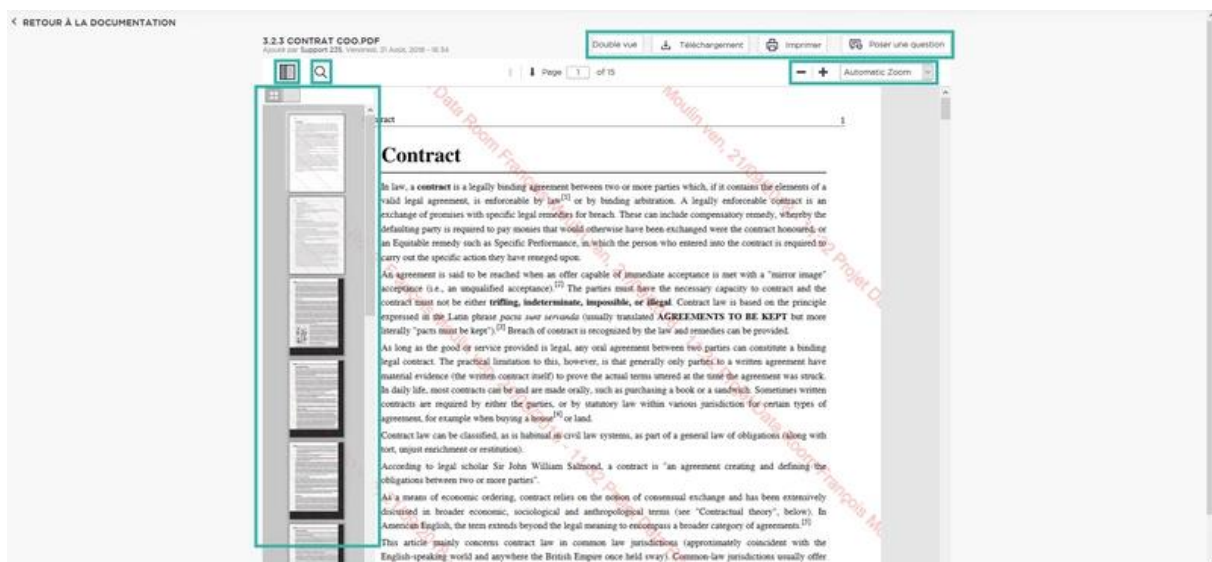 RETOUR À LA DOCUMENTATION
3.2.3 CONTRAT COO.PDF
Ajouté par Support 235, Vendredi, 31 Août, 2018 - 18:34
Double vue Téléchargement Imprimer Poser une question
Page 1 of 15 Automatic Zoom
ract 1
Contract
In law, a contract is a legally binding agreement between two or more parties which, if it contains the elements of a
valid legal agreement, is enforceable by law[1] or by binding arbitration. A legally enforceable contract is an
exchange of promises with specific legal remedies for breach. These can include compensatory remedy, whereby the
defaulting party is required to pay monies that would otherwise have been exchanged were the contract honoured, or
an Equitable remedy such as Specific Performance, in which the person who entered into the contract is required to
carry out the specific action they have reneged upon.
An agreement is said to be reached when an offer capable of immediate acceptance is met with a "mirror image"
acceptance (i.e., an unqualified acceptance).[2] The parties must have the necessary capacity to contract and the
contract must not be either trifling, indeterminate, impossible, or illegal. Contract law is based on the principle
expressed in the Latin phrase pacta sunt servanda (usually translated AGREEMENTS TO BE KEPT but more
literally "pacts must be kept").[3] Breach of contract is recognized by the law and remedies can be provided.
As long as the good or service provided is legal, any oral agreement between two parties can constitute a binding
legal contract. The practical limitation to this, however, is that generally only parties to a written agreement have
material evidence (the written contract itself) to prove the actual terms uttered at the time the agreement was struck.
In daily life, most contracts can be and are made orally, such as purchasing a book or a sandwich. Sometimes written
contracts are required by either the parties, or by statutory law within various jurisdiction for certain types of
agreement, for example when buying a house[4] or land.
Contract law can be classified, as is habitual in civil law systems, as part of a general law of obligations (along with
tort, unjust enrichment or restitution).
According to legal scholar Sir John William Salmond, a contract is "an agreement creating and defining the
obligations between two or more parties".
As a means of economic ordering, contract relies on the notion of consensual exchange and has been extensively
discussed in broader economic, sociological and anthropological terms (see "Contractual theory", below). In
American English, the term extends beyond the legal meaning to encompass a broader category of agreements.[5]
This article mainly concerns contract law in common law jurisdictions (approximately coincident with the
English-speaking world and anywhere the British Empire once held sway). Common-law jurisdictions usually offer